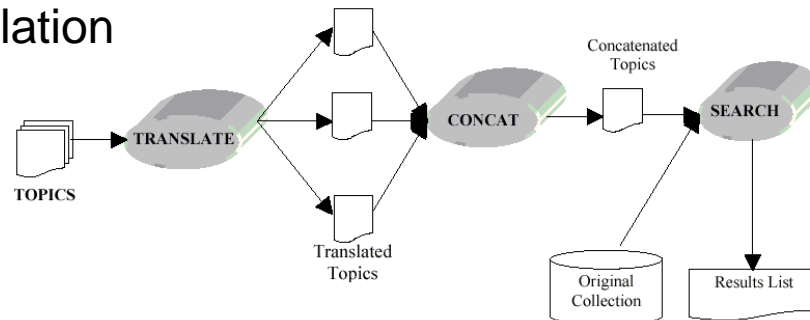 lation
TOPICS
TRANSLATE
Translated
Topics
CONCAT
Concatenated
Topics
SEARCH
Original
Collection
Results List